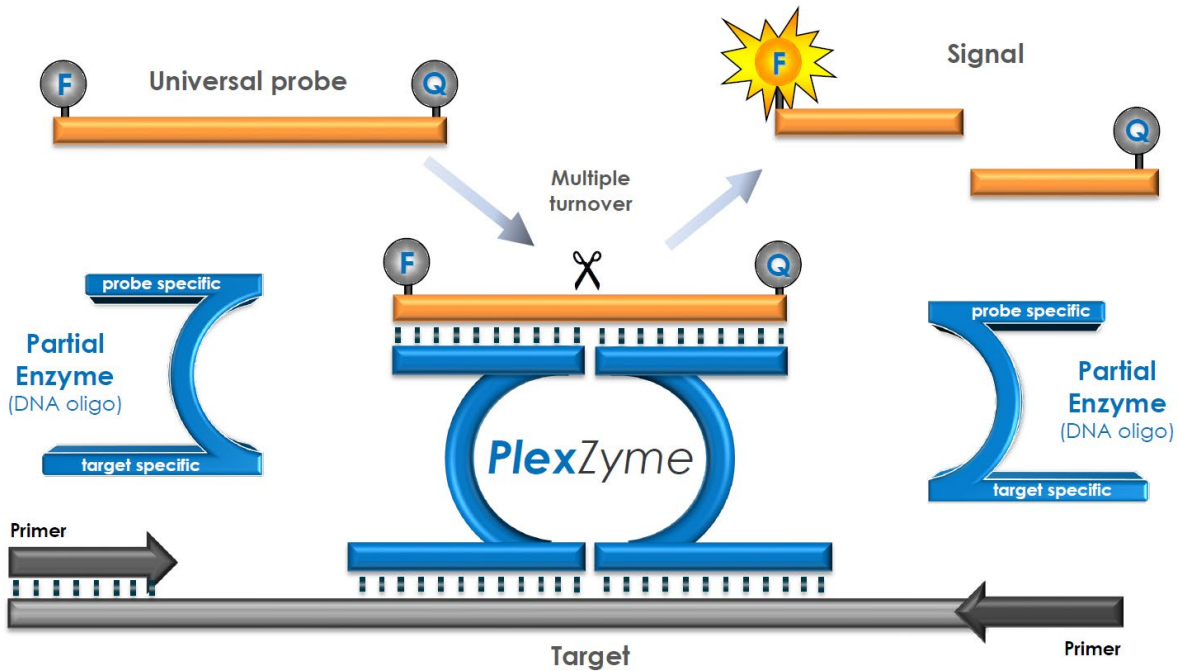 Universal probe
Signal
F
Q
F
Q
Multiple
turnover
F
Q
probe specific
Partial
Enzyme
(DNA oligo)
target specific
probe specific
Partial
Enzyme
(DNA oligo)
target specific
PlexZyme
Primer
Primer
Target